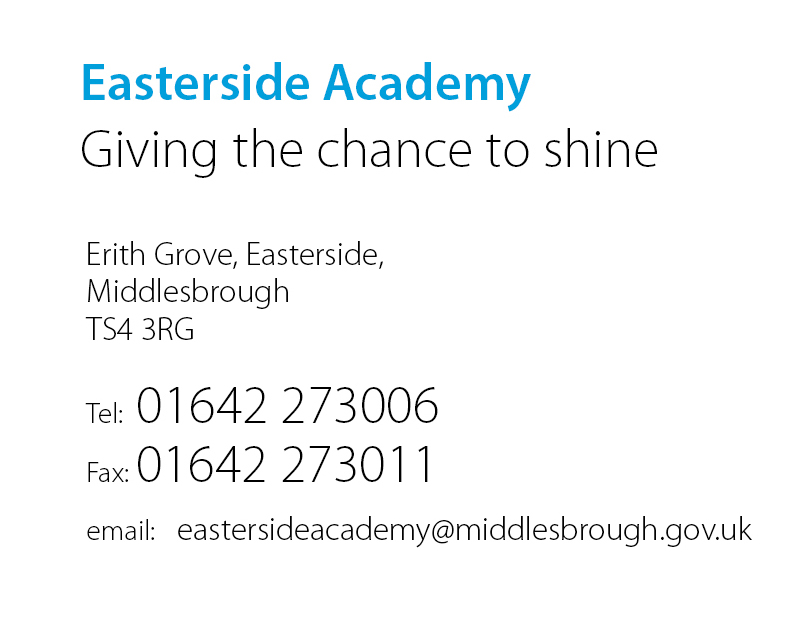 Easterside Academy
Giving the chance to shine
Erith Grove, Easterside,
Middlesbrough
TS4 3RG
Tel: 01642 273006
Fax: 01642 273011
email: eastersideacademy@middlesbrough.gov.uk